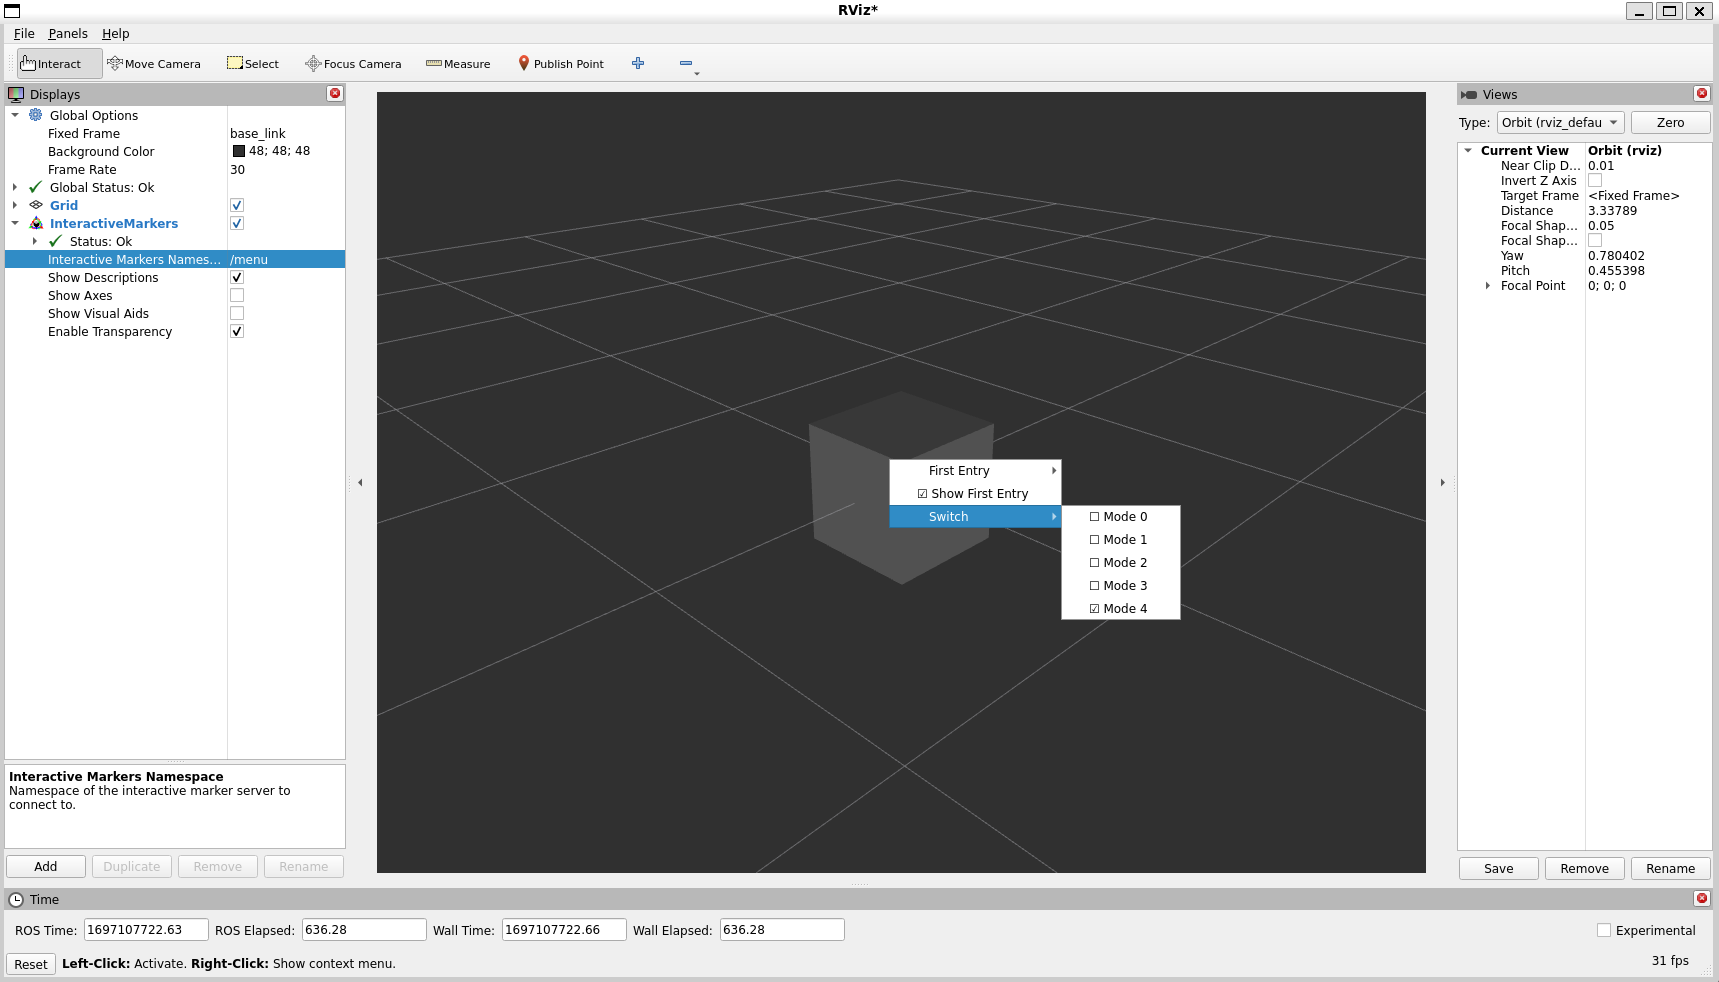 RViz*
File Panels Help
Interact Move Camera Select Focus Camera Measure Publish Point
Displays
Global Options
Fixed Frame base_link
Background Color 48; 48; 48
Frame Rate 30
Global Status: Ok
Grid
InteractiveMarkers
Status: Ok
Interactive Markers Names... /menu
Show Descriptions
Show Axes
Show Visual Aids
Enable Transparency
Interactive Markers Namespace
Namespace of the interactive marker server to
connect to.
Add Duplicate Remove Rename
First Entry
Show First Entry
Switch
Mode 0
Mode 1
Mode 2
Mode 3
Mode 4
Views
Type: Orbit (rviz_defau Zero
Current View Orbit (rviz)
Near Clip D... 0.01
Invert Z Axis
Target Frame <Fixed Frame>
Distance 3.33789
Focal Shap... 0.05
Focal Shap...
Yaw 0.780402
Pitch 0.455398
Focal Point 0; 0; 0
Save Remove Rename
Time
ROS Time: 1697107722.63 ROS Elapsed: 636.28 Wall Time: 1697107722.66 Wall Elapsed: 636.28 Experimental
Reset Left-Click: Activate. Right-Click: Show context menu. 31 fps